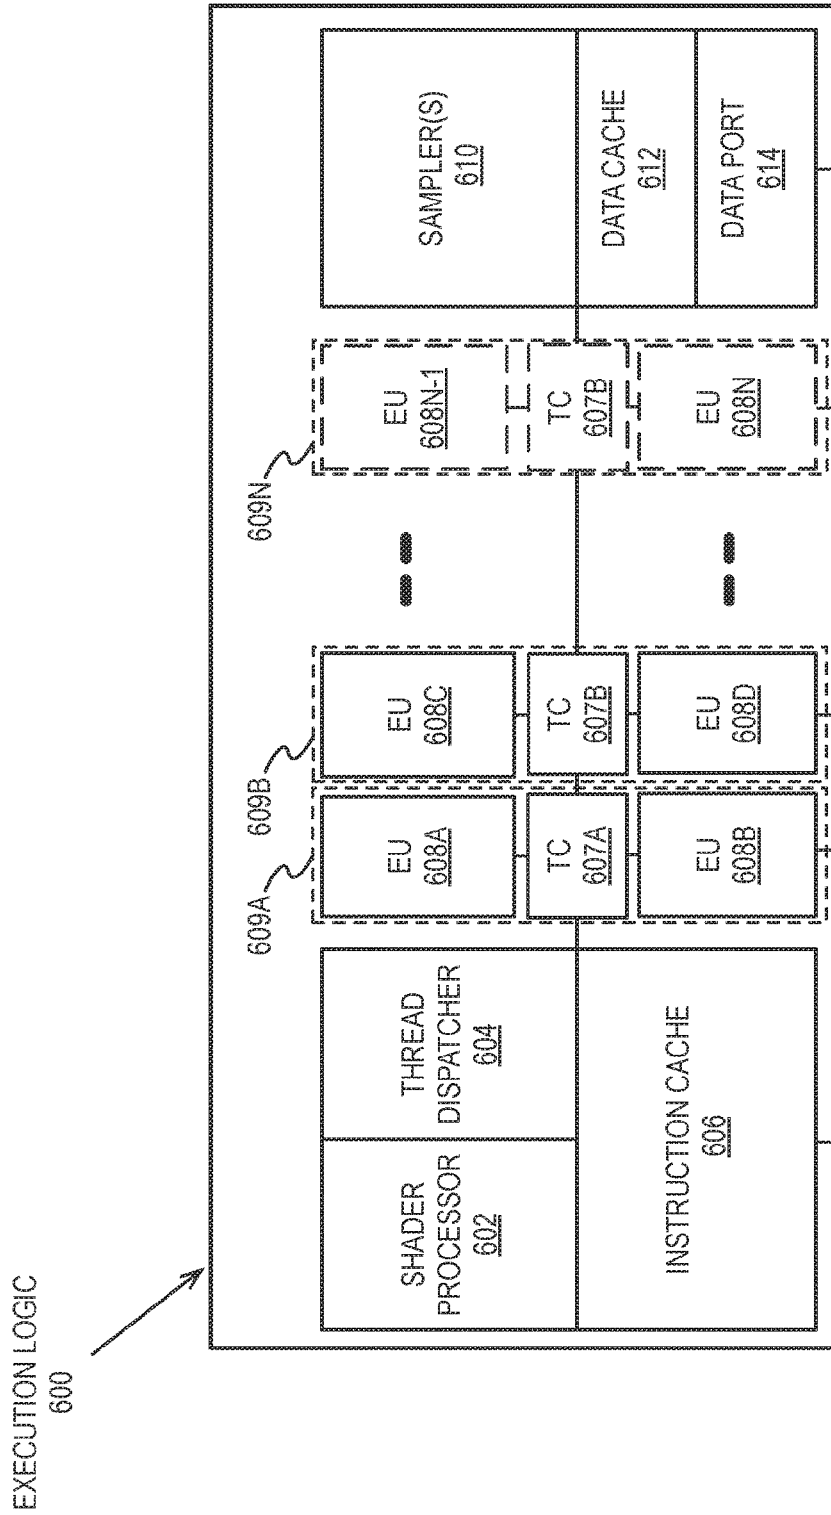 EXECUTION LOGIC
600
SHADER
PROCESSOR
602
THREAD
DISPATCHER
604
INSTRUCTION CACHE
606
609A
EU
608A
TC
607A
EU
608B
609B
EU
608C
TC
607B
EU
608D
609N
EU
608N-1
TC
607B
EU
608N
SAMPLER(S)
610
DATA CACHE
612
DATA PORT
614